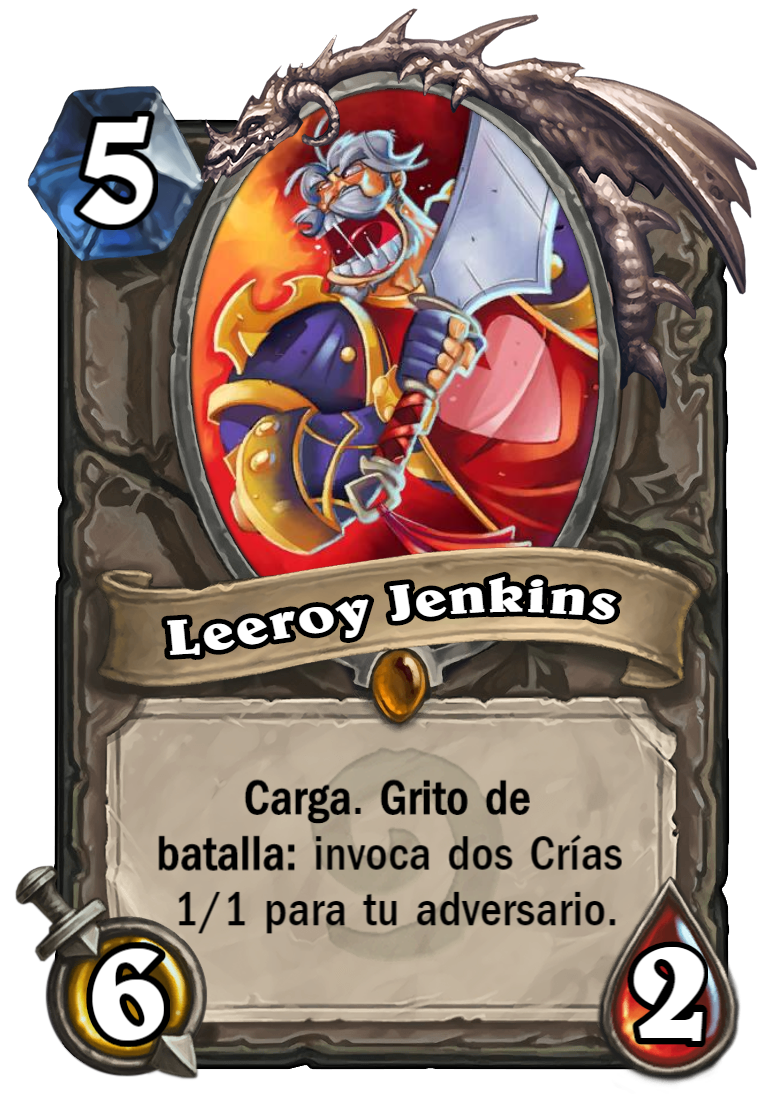 5
Leeroy Jenkins
Carga. Grito de
batalla: invoca dos Crías
1/1 para tu adversario.
6
2